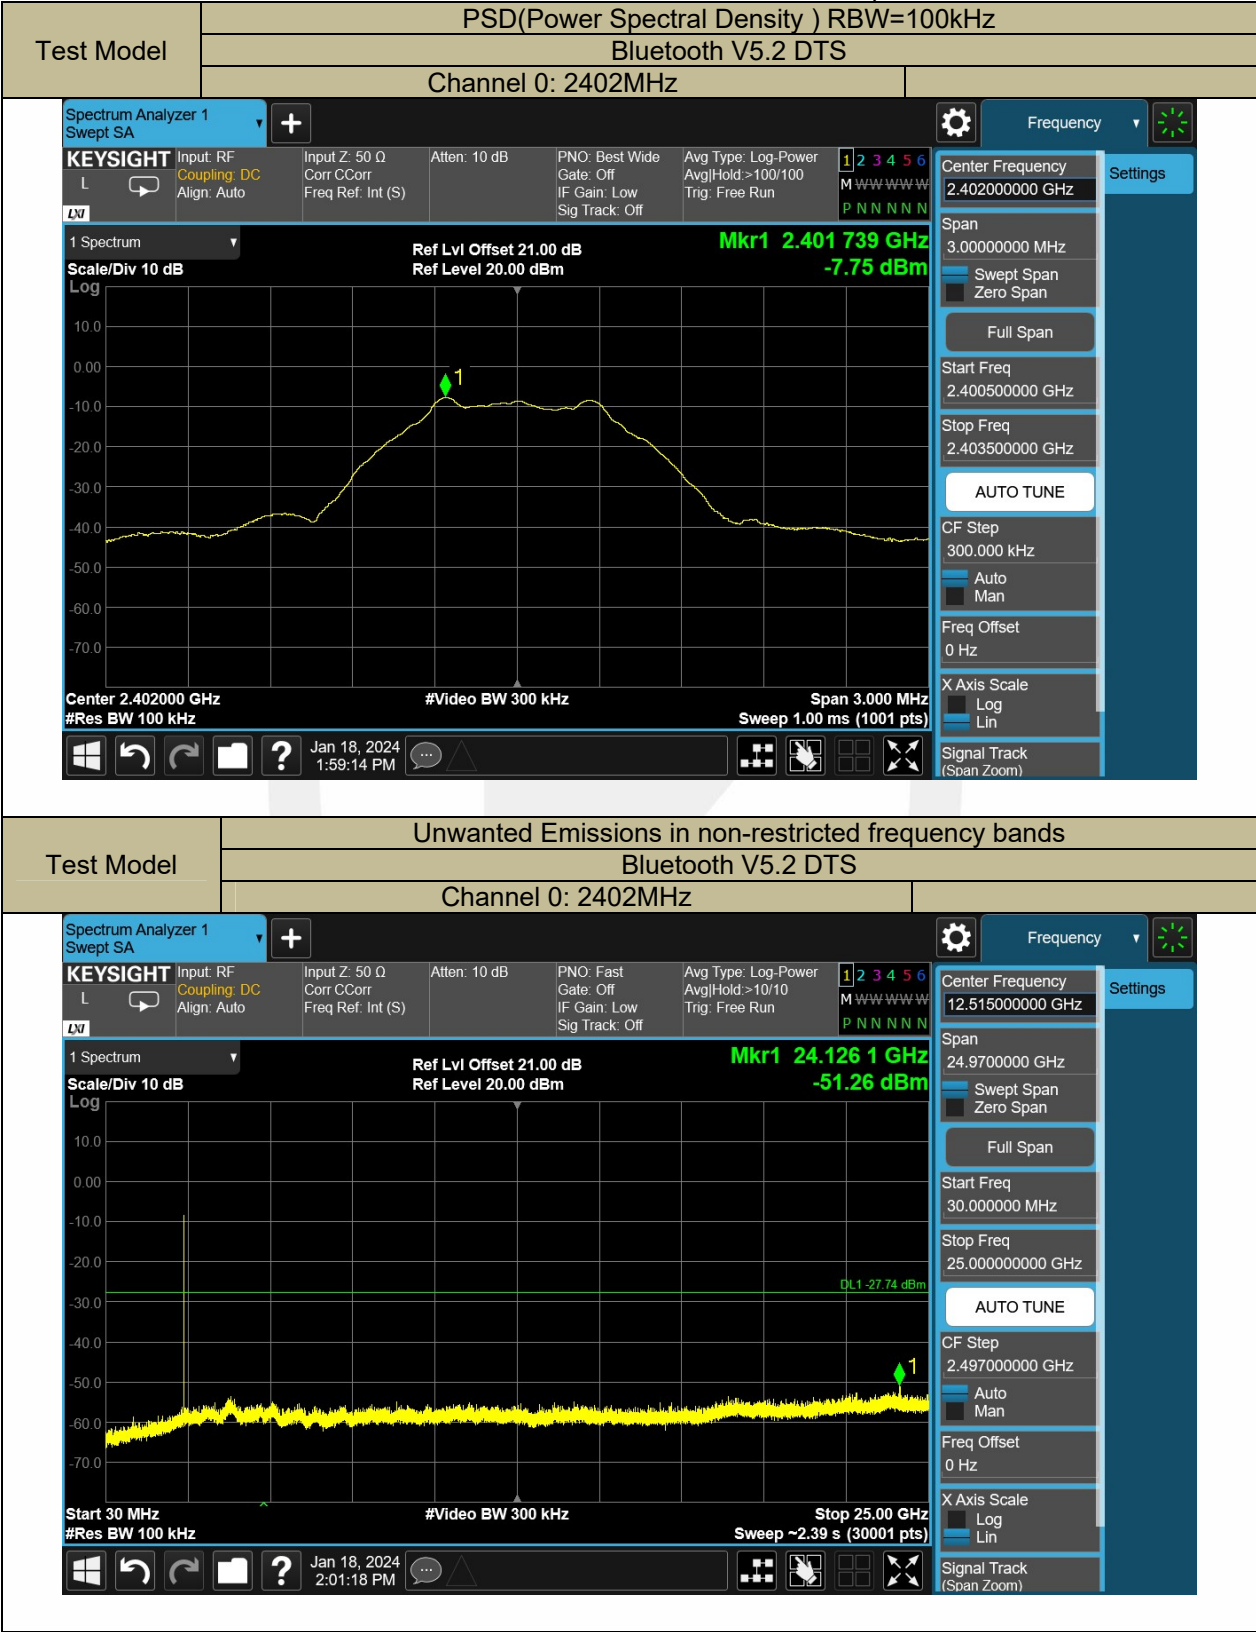 Test Model
PSD(Power Spectral Density ) RBW=100kHz
Bluetooth V5.2 DTS
Channel 0: 2402MHz
Spectrum Analyzer 1
Swept SA
Frequency
KEYSIGHT
L
LXI
Input: RF
Coupling: DC
Align: Auto
Input Z: 50 Ω
Corr CCorr
Freq Ref: Int (S)
Atten: 10 dB
PNO: Best Wide
Gate: Off
IF Gain: Low
Sig Track: Off
Avg Type: Log-Power
Avg|Hold:>100/100
Trig: Free Run
1 2 3 4 5 6
M W W W W W
P N N N N N
1 Spectrum
Scale/Div 10 dB
Log
Ref Lvl Offset 21.00 dB
Ref Level 20.00 dBm
Mkr1 2.401 739 GHz
-7.75 dBm
1
10.0
0.00
-10.0
-20.0
-30.0
-40.0
-50.0
-60.0
-70.0
Center 2.402000 GHz
#Res BW 100 kHz
#Video BW 300 kHz
Span 3.000 MHz
Sweep 1.00 ms (1001 pts)
Jan 18, 2024
1:59:14 PM
Center Frequency
2.402000000 GHz
Settings
Span
3.00000000 MHz
Swept Span
Zero Span
Full Span
Start Freq
2.400500000 GHz
Stop Freq
2.403500000 GHz
AUTO TUNE
CF Step
300.000 kHz
Auto
Man
Freq Offset
0 Hz
X Axis Scale
Log
Lin
Signal Track
(Span Zoom)
Test Model
Unwanted Emissions in non-restricted frequency bands
Bluetooth V5.2 DTS
Channel 0: 2402MHz
Spectrum Analyzer 1
Swept SA
Frequency
KEYSIGHT
L
LXI
Input: RF
Coupling: DC
Align: Auto
Input Z: 50 Ω
Corr CCorr
Freq Ref: Int (S)
Atten: 10 dB
PNO: Fast
Gate: Off
IF Gain: Low
Sig Track: Off
Avg Type: Log-Power
Avg|Hold:>10/10
Trig: Free Run
1 2 3 4 5 6
M W W W W W
P N N N N N
1 Spectrum
Scale/Div 10 dB
Log
Ref Lvl Offset 21.00 dB
Ref Level 20.00 dBm
Mkr1 24.126 1 GHz
-51.26 dBm
10.0
0.00
-10.0
-20.0
DL1 -27.74 dBm
-30.0
-40.0
1
-50.0
-60.0
-70.0
Start 30 MHz
#Res BW 100 kHz
#Video BW 300 kHz
Stop 25.00 GHz
Sweep ~2.39 s (30001 pts)
Jan 18, 2024
2:01:18 PM
Center Frequency
12.515000000 GHz
Settings
Span
24.9700000 GHz
Swept Span
Zero Span
Full Span
Start Freq
30.000000 MHz
Stop Freq
25.000000000 GHz
AUTO TUNE
CF Step
2.497000000 GHz
Auto
Man
Freq Offset
0 Hz
X Axis Scale
Log
Lin
Signal Track
(Span Zoom)